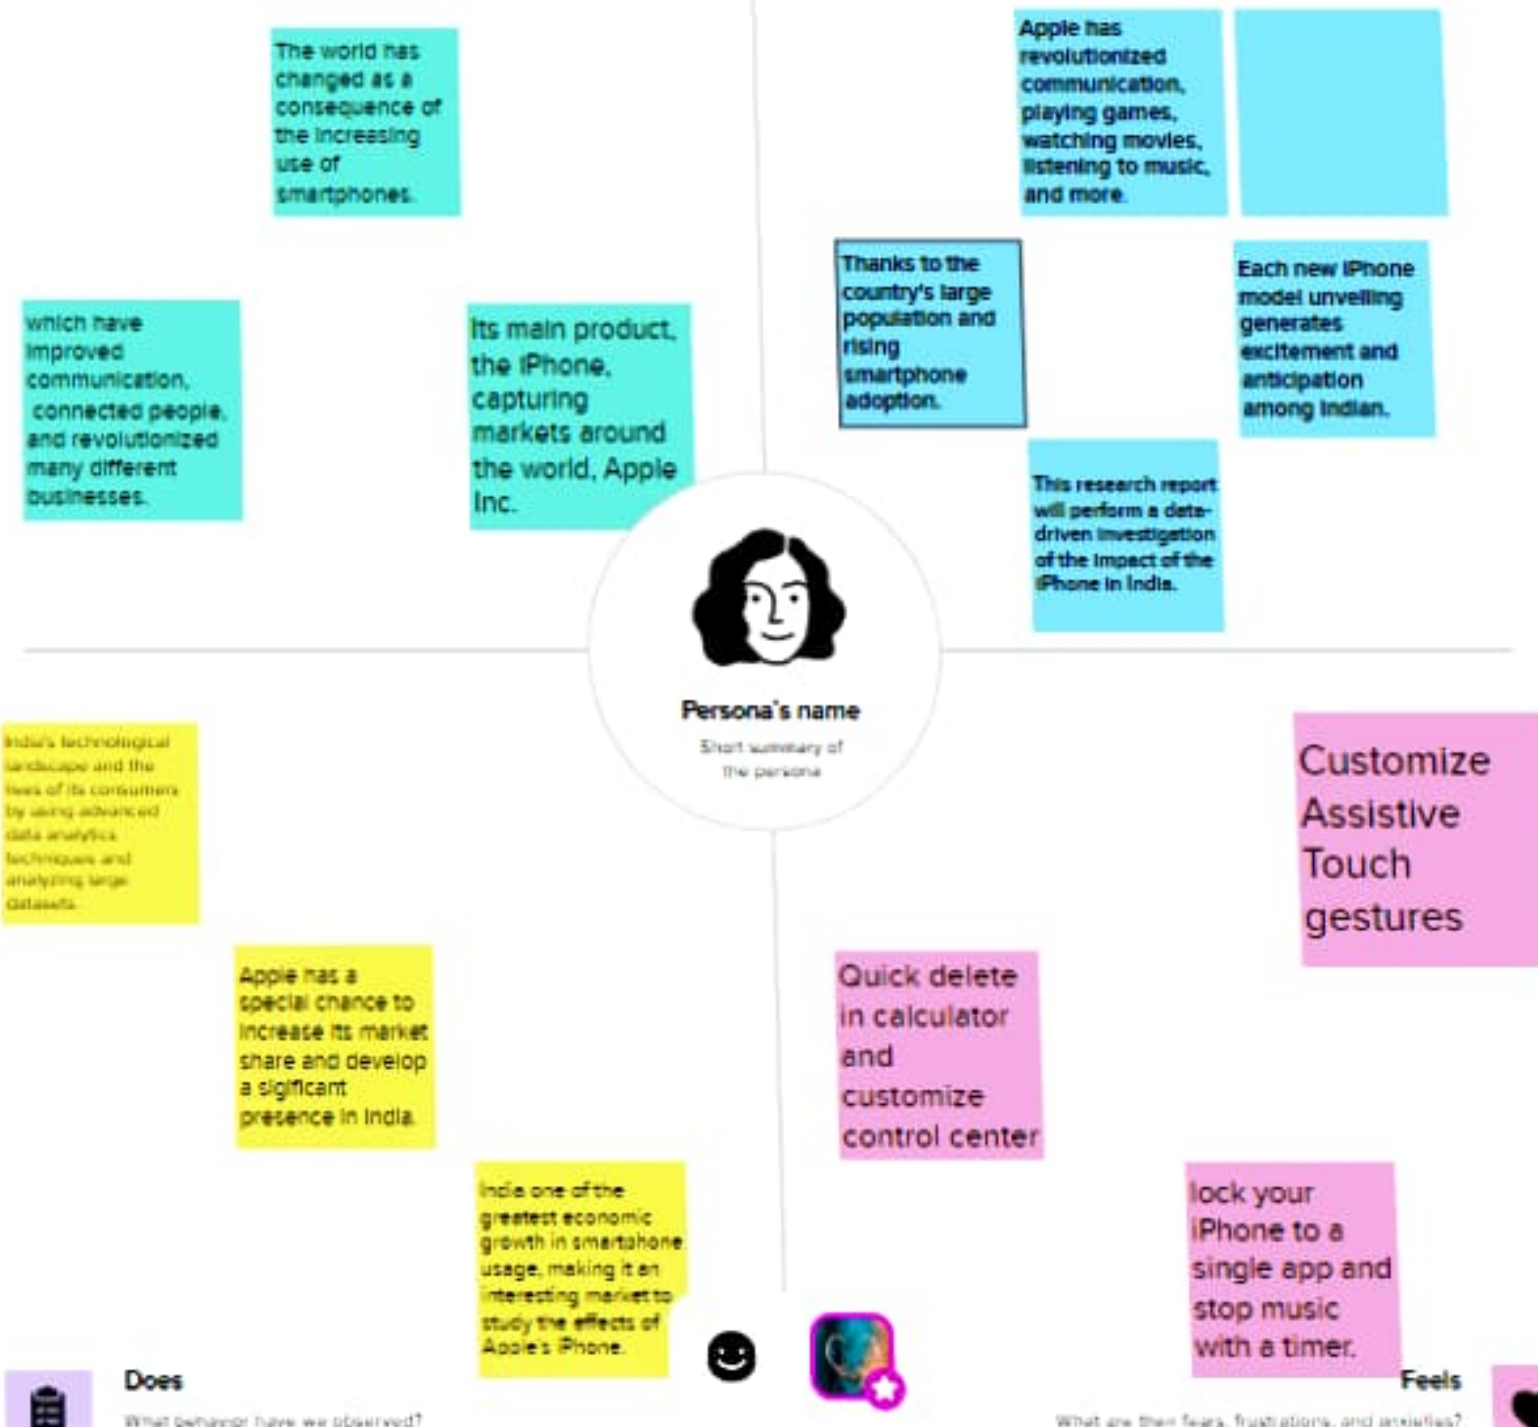 The world has
changed as a
consequence of
the increasing
use of
smartphones.
which have
improved
communication,
connected people,
and revolutionized
many different
businesses.
Its main product,
the iPhone,
capturing
markets around
the world, Apple
Inc.
Apple has
revolutionized
communication,
playing games,
watching movies,
listening to music,
and more.
Thanks to the
country's large
population and
rising
smartphone
adoption.
Each new iPhone
model unveiling
generates
excitement and
anticipation
among Indian.
This research report
will perform a data-
driven investigation
of the impact of the
iPhone in India.
Persona's name
Short summary of
the persona
India's technological
landscape and the
lives of its consumers
by using advanced
data analytics
techniques and
analyzing large
datasets.
Apple has a
special chance to
increase its market
share and develop
a sigificant
presence in India.
India one of the
greatest economic
growth in smartphone
usage, making it an
interesting market to
study the effects of
Apple's iPhone.
Customize
Assistive
Touch
gestures
Quick delete
in calculator
and
customize
control center
lock your
iPhone to a
single app and
stop music
with a timer.
Does
What behavior have we observed?
Feels
What are their fears, frustrations, and anxieties?